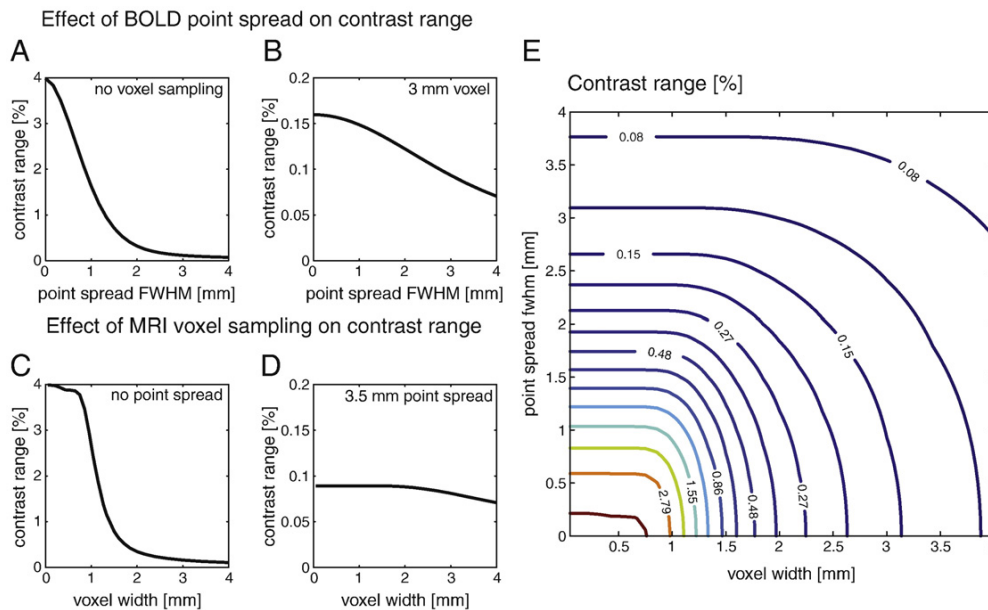 Effect of BOLD point spread on contrast range
A
no voxel sampling
contrast range [%]
4
3
2
1
0
0 1 2 3 4
point spread FWHM [mm]
B
3 mm voxel
contrast range [%]
0.2
0.15
0.1
0.05
0
0 1 2 3 4
point spread FWHM [mm]
Effect of MRI voxel sampling on contrast range
C
no point spread
contrast range [%]
4
3
2
1
0
0 1 2 3 4
voxel width [mm]
D
3.5 mm point spread
contrast range [%]
0.2
0.15
0.1
0.05
0
0 1 2 3 4
voxel width [mm]
E
Contrast range [%]
point spread fwhm [mm]
4
3.5
3
2.5
2
1.5
1
0.5
0
0.08
0.08
0.15
0.15
0.27
0.27
0.48
0.48
0.86
1.55
2.79
0.5 1 1.5 2 2.5 3 3.5
voxel width [mm]